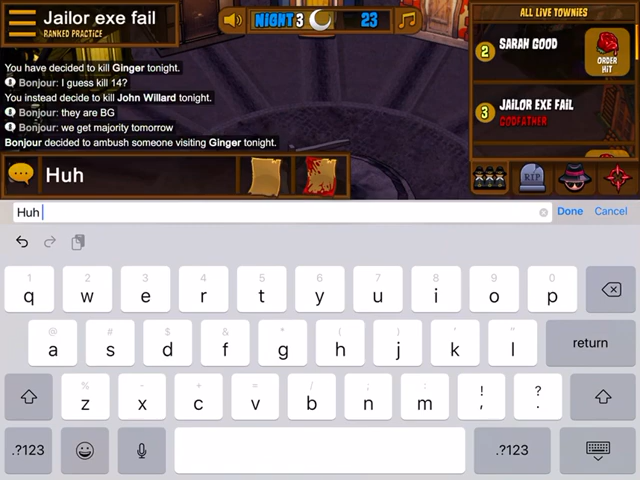 Jailor exe fail
RANKED PRACTICE
NIGHT 3
23
ALL LIVE TOWNIES
2
SARAH GOOD
ORDER
HIT
3
JAILOR EXE FAIL
GODFATHER
You have decided to kill Ginger tonight.
Bonjour: I guess kill 14?
You instead decide to kill John Willard tonight.
Bonjour: they are BG
Bonjour: we get majority tomorrow
Bonjour decided to ambush someone visiting Ginger tonight.
Huh
RIP
Huh
Done
Cancel
1 2 3 4 5 6 7 8 9 0
q w e r t y u i o p
@ # $ & * ( ) ' "
a s d f g h j k l
return
% - + = / ; : ! ?
z x c v b n m , .
.?123
.?123